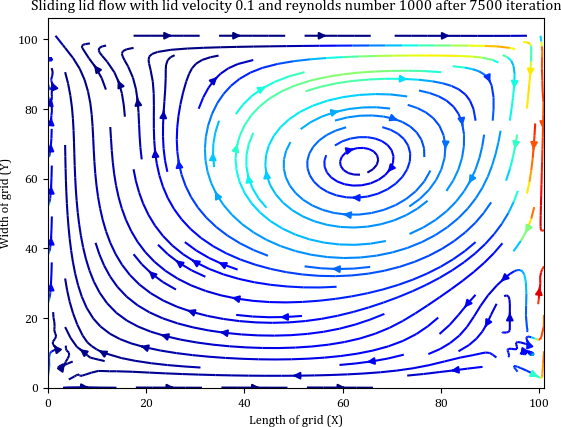 Sliding lid flow with lid velocity 0.1 and reynolds number 1000 after 7500 iteration
100
80
60
40
20
0
Width of grid (Y)
0 20 40 60 80 100
Length of grid (X)